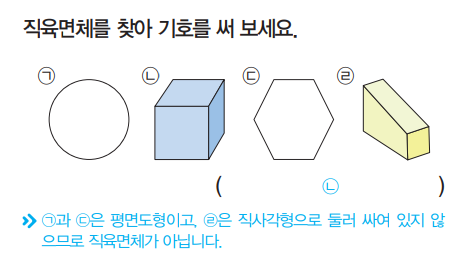 직육면체를 찾아 기호를 써 보세요.
㉠ ㉡ ㉢ ㉣
( ㉡ )
≫ ㉠과 ㉢은 평면도형이고, ㉣은 직사각형으로 둘러 싸여 있지 않
으므로 직육면체가 아닙니다.